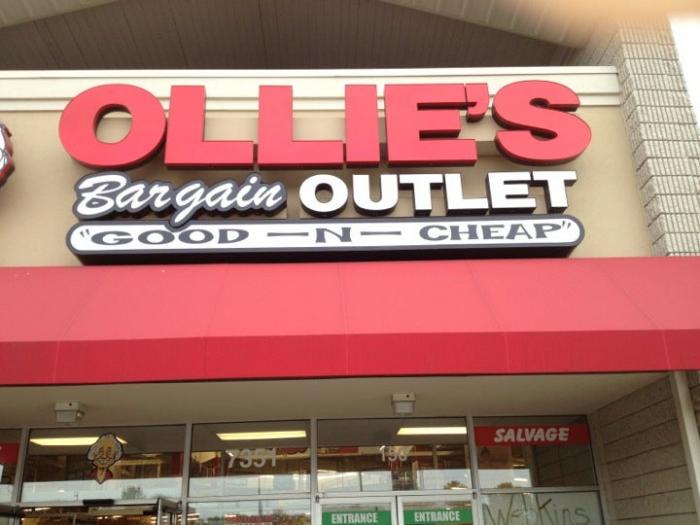 OLLIE'S
Bargain OUTLET
"GOOD -N- CHEAP"
7351
SALVAGE
ENTRANCE
ENTRANCE